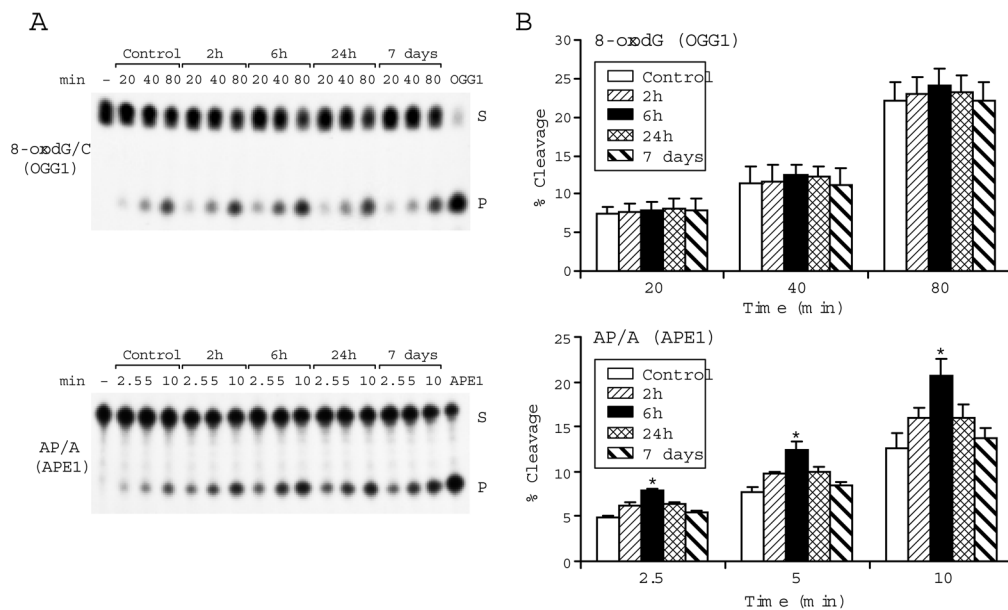 A
Control 2h 6h 24h 7 days
min – 20 40 80 20 40 80 20 40 80 20 40 80 20 40 80 OGG1
S
8-oxdG/C
(OGG1)
P
Control 2h 6h 24h 7 days
min – 2.5 5 10 2.5 5 10 2.5 5 10 2.5 5 10 2.5 5 10 APE1
S
AP/A
(APE1)
P
B
8-oxdG (OGG1)
30
25
20
15
10
5
0
% Cleavage
Control
2h
6h
24h
7 days
20 40 80
Time (min)
AP/A (APE1)
25
20
15
10
5
0
% Cleavage
Control
2h
6h
24h
7 days
* * *
2.5 5 10
Time (min)